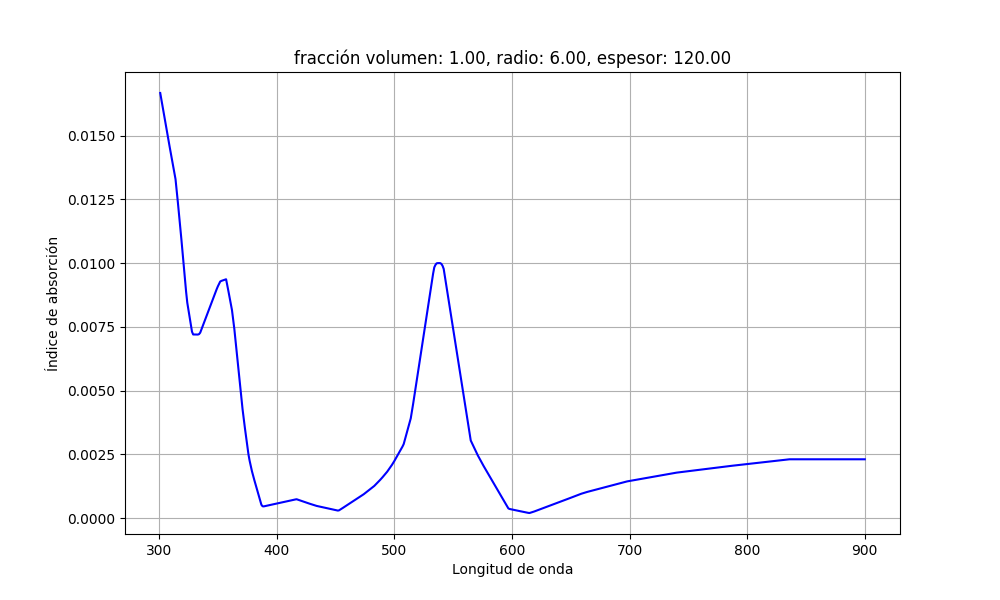 fracción volumen: 1.00, radio: 6.00, espesor: 120.00
Índice de absorción
0.0150
0.0125
0.0100
0.0075
0.0050
0.0025
0.0000
300 400 500 600 700 800 900
Longitud de onda